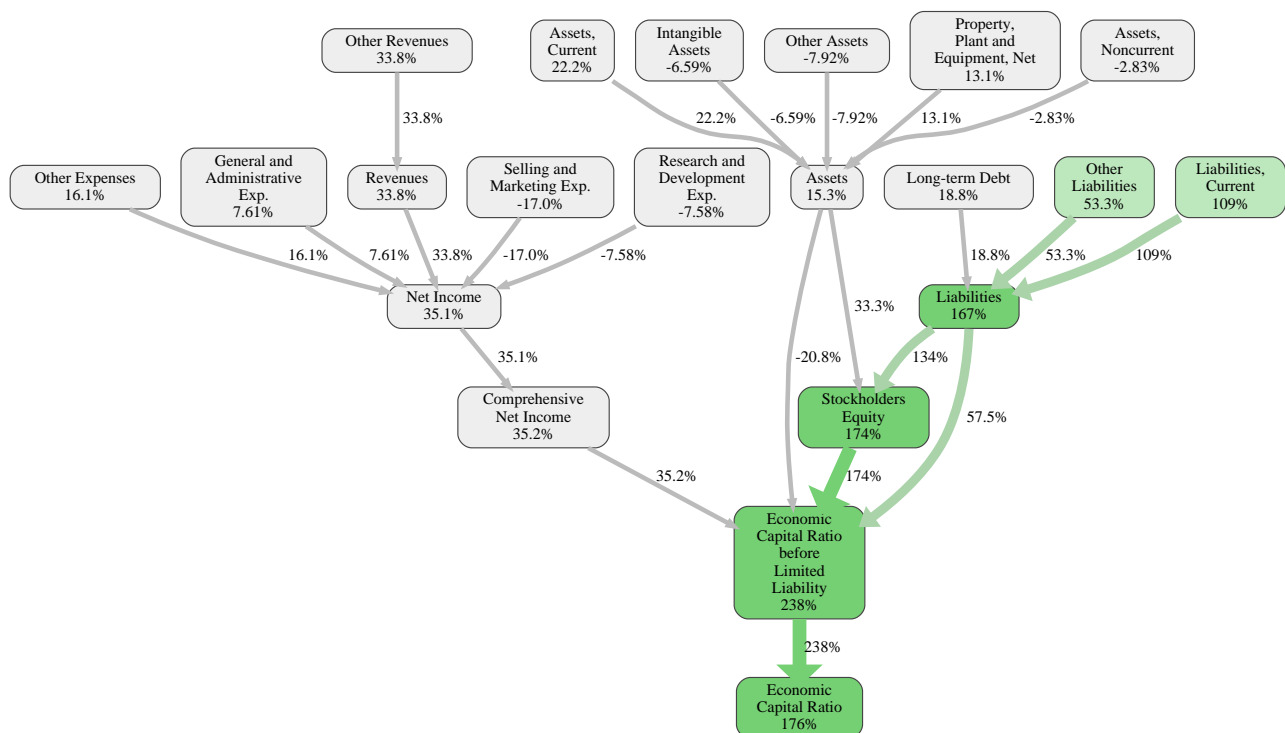 Other Revenues
33.8%
Assets,
Current
22.2%
Intangible
Assets
-6.59%
Other Assets
-7.92%
Property,
Plant and
Equipment, Net
13.1%
Assets,
Noncurrent
-2.83%
33.8%
22.2%
-6.59%
-7.92%
13.1%
-2.83%
Other Expenses
16.1%
General and
Administrative
Exp.
7.61%
Revenues
33.8%
Selling and
Marketing Exp.
-17.0%
Research and
Development
Exp.
-7.58%
Assets
15.3%
Long-term Debt
18.8%
Other
Liabilities
53.3%
Liabilities,
Current
109%
16.1%
7.61%
33.8%
-17.0%
-7.58%
18.8%
53.3%
109%
Net Income
35.1%
Liabilities
167%
33.3%
35.1%
-20.8%
134%
Comprehensive
Net Income
35.2%
Stockholders
Equity
174%
57.5%
35.2%
174%
Economic
Capital Ratio
before
Limited
Liability
238%
238%
Economic
Capital Ratio
176%